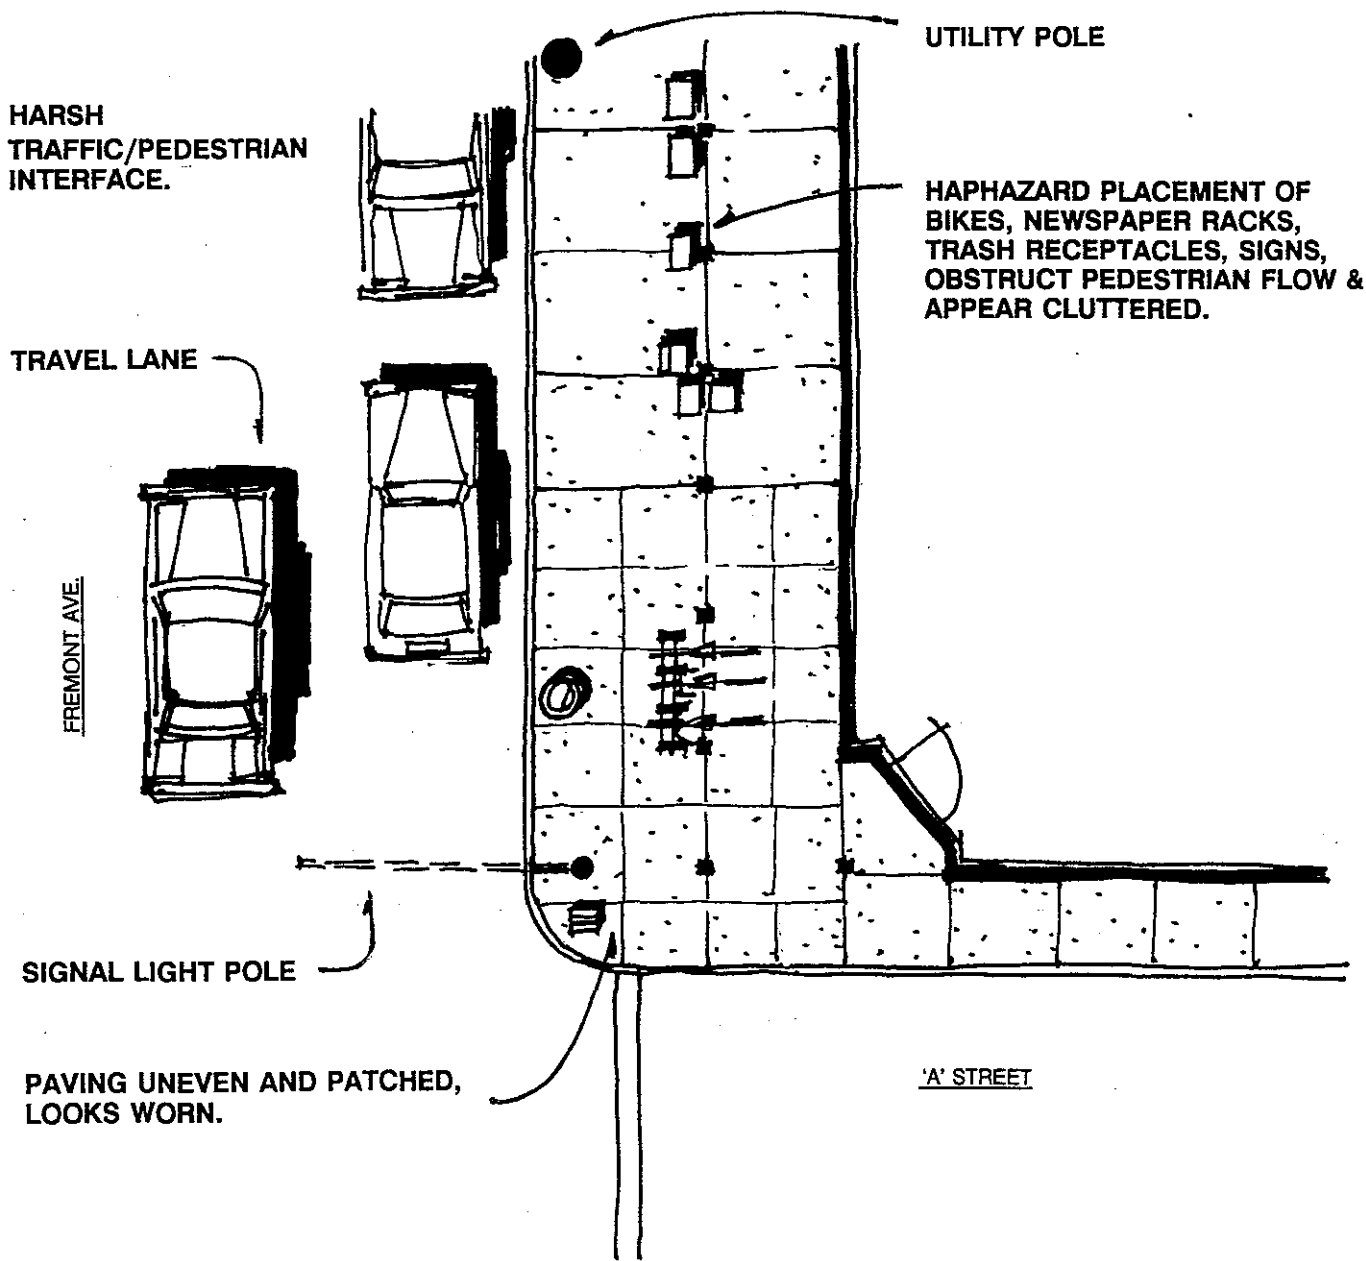 UTILITY POLE
HARSH
TRAFFIC/PEDESTRIAN
INTERFACE.
HAPHAZARD PLACEMENT OF
BIKES, NEWSPAPER RACKS,
TRASH RECEPTACLES, SIGNS,
OBSTRUCT PEDESTRIAN FLOW &
APPEAR CLUTTERED.
TRAVEL LANE
FREMONT AVE.
SIGNAL LIGHT POLE
PAVING UNEVEN AND PATCHED,
LOOKS WORN.
'A' STREET